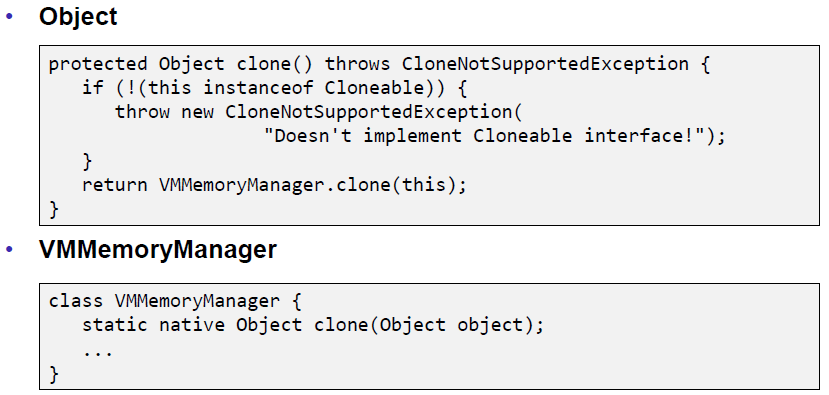 • Object
protected Object clone() throws CloneNotSupportedException {
   if (!(this instanceof Cloneable)) {
      throw new CloneNotSupportedException(
                   "Doesn't implement Cloneable interface!");
   }
   return VMMemoryManager.clone(this);
}
• VMMemoryManager
class VMMemoryManager {
   static native Object clone(Object object);
   ...
}